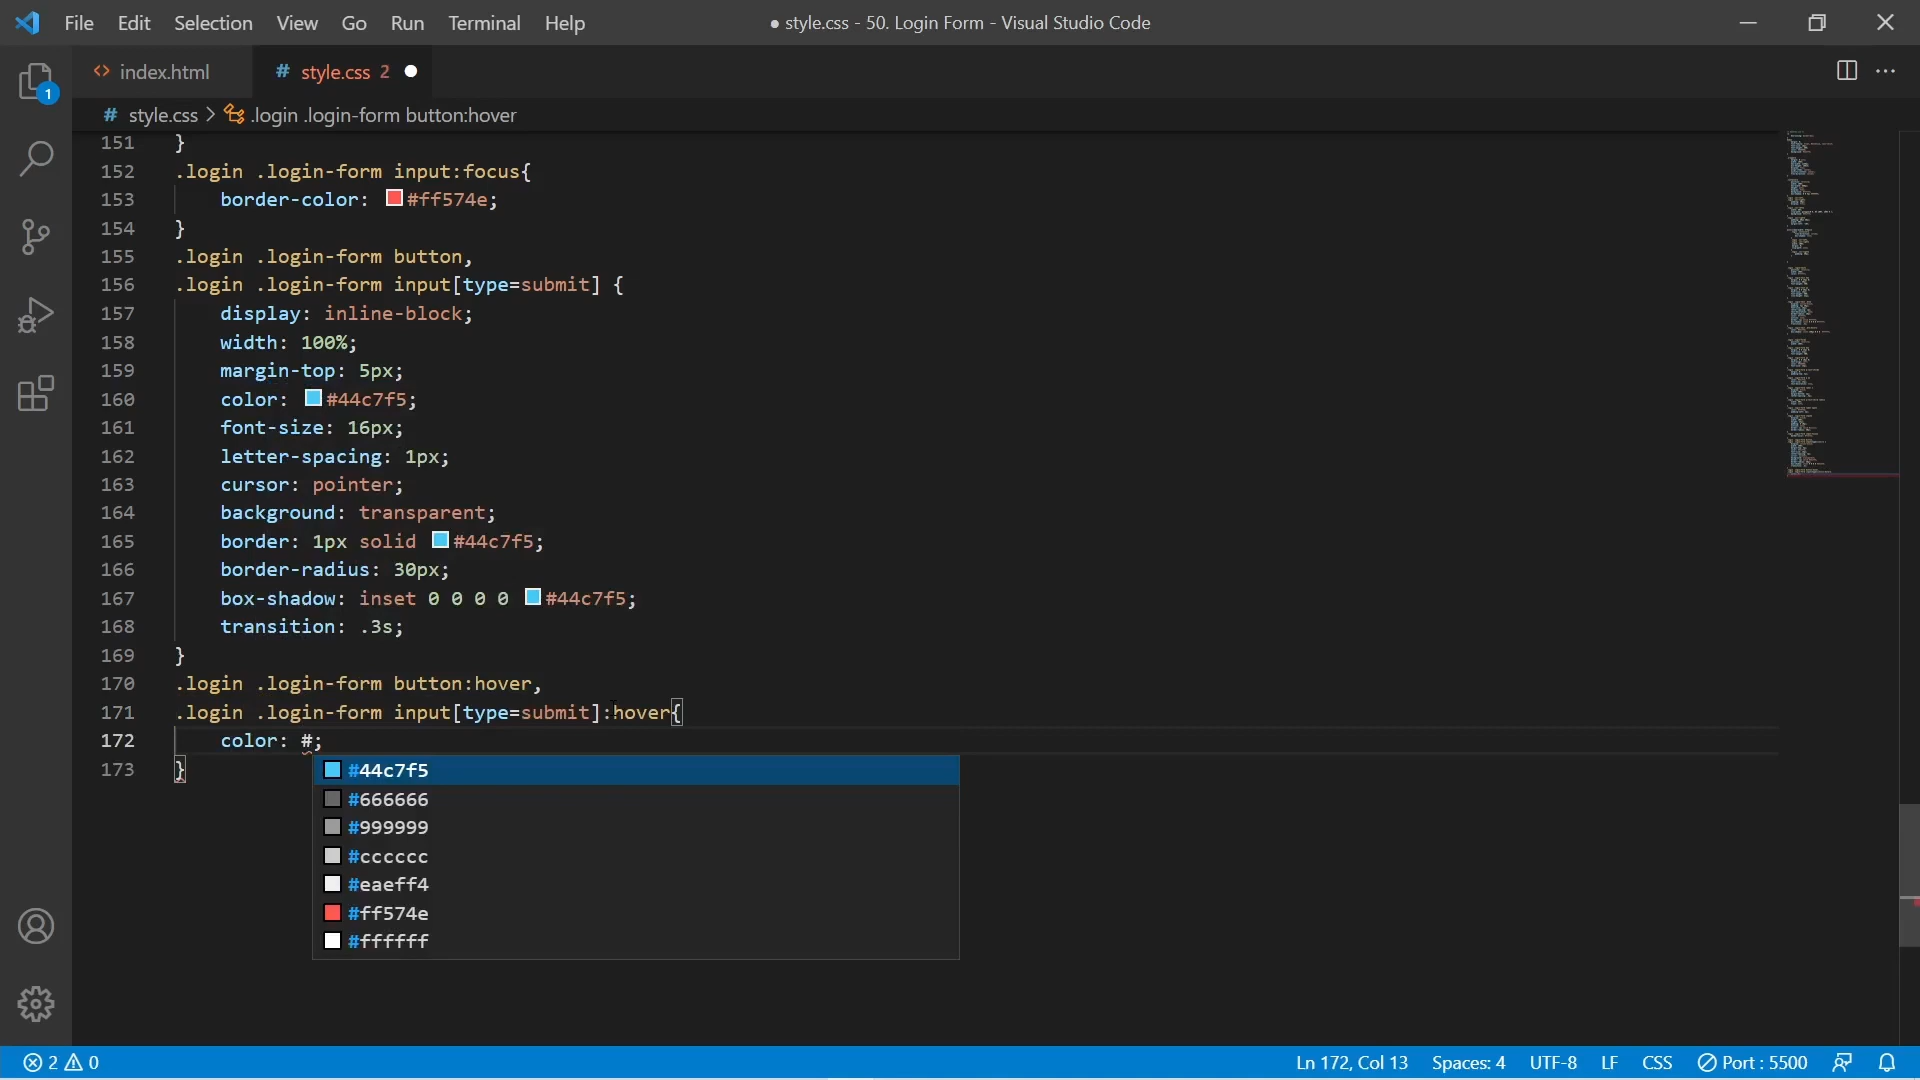 File Edit Selection View Go Run Terminal Help ● style.css - 50. Login Form - Visual Studio Code
1
index.html # style.css 2 ●
# style.css > .login .login-form button:hover
151 }
152 .login .login-form input:focus{
153 border-color: #ff574e;
154 }
155 .login .login-form button,
156 .login .login-form input[type=submit] {
157 display: inline-block;
158 width: 100%;
159 margin-top: 5px;
160 color: #44c7f5;
161 font-size: 16px;
162 letter-spacing: 1px;
163 cursor: pointer;
164 background: transparent;
165 border: 1px solid #44c7f5;
166 border-radius: 30px;
167 box-shadow: inset 0 0 0 0 #44c7f5;
168 transition: .3s;
169 }
170 .login .login-form button:hover,
171 .login .login-form input[type=submit]:hover{
172 color: #;
173 }
#44c7f5
#666666
#999999
#cccccc
#eaeff4
#ff574e
#ffffff
2 0 Ln 172, Col 13 Spaces: 4 UTF-8 LF CSS Port : 5500